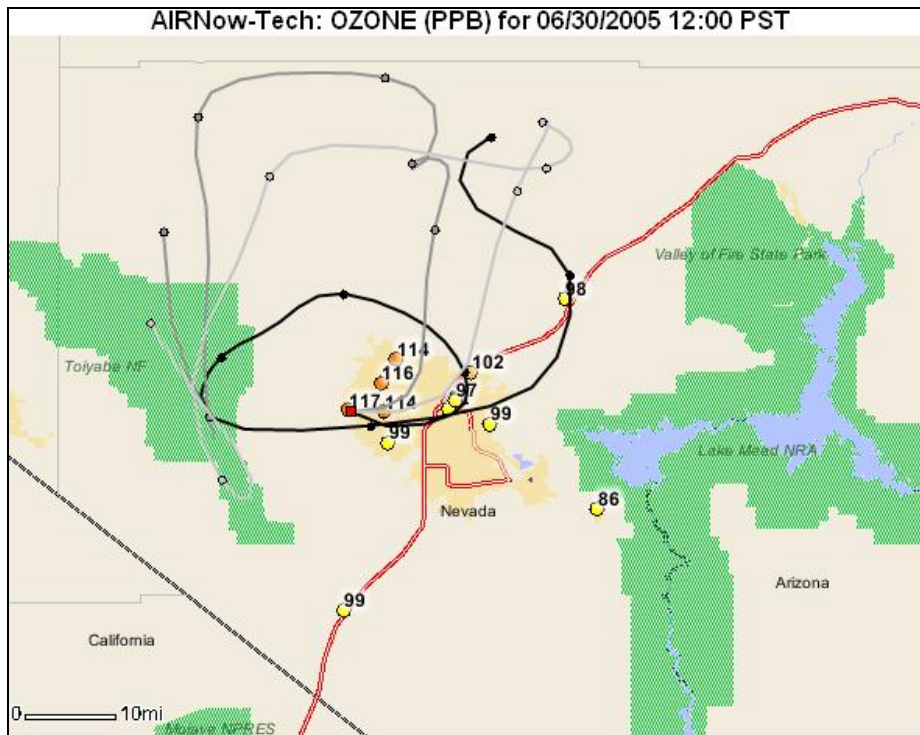 AIRNow-Tech: OZONE (PPB) for 06/30/2005 12:00 PST
98
Valley of Fire State Park
114
102
Toiyabe NF
116
97
117
114
99
99
Lake Mead NRA
86
Nevada
Arizona
99
California
0
10mi
Mojave NPRES